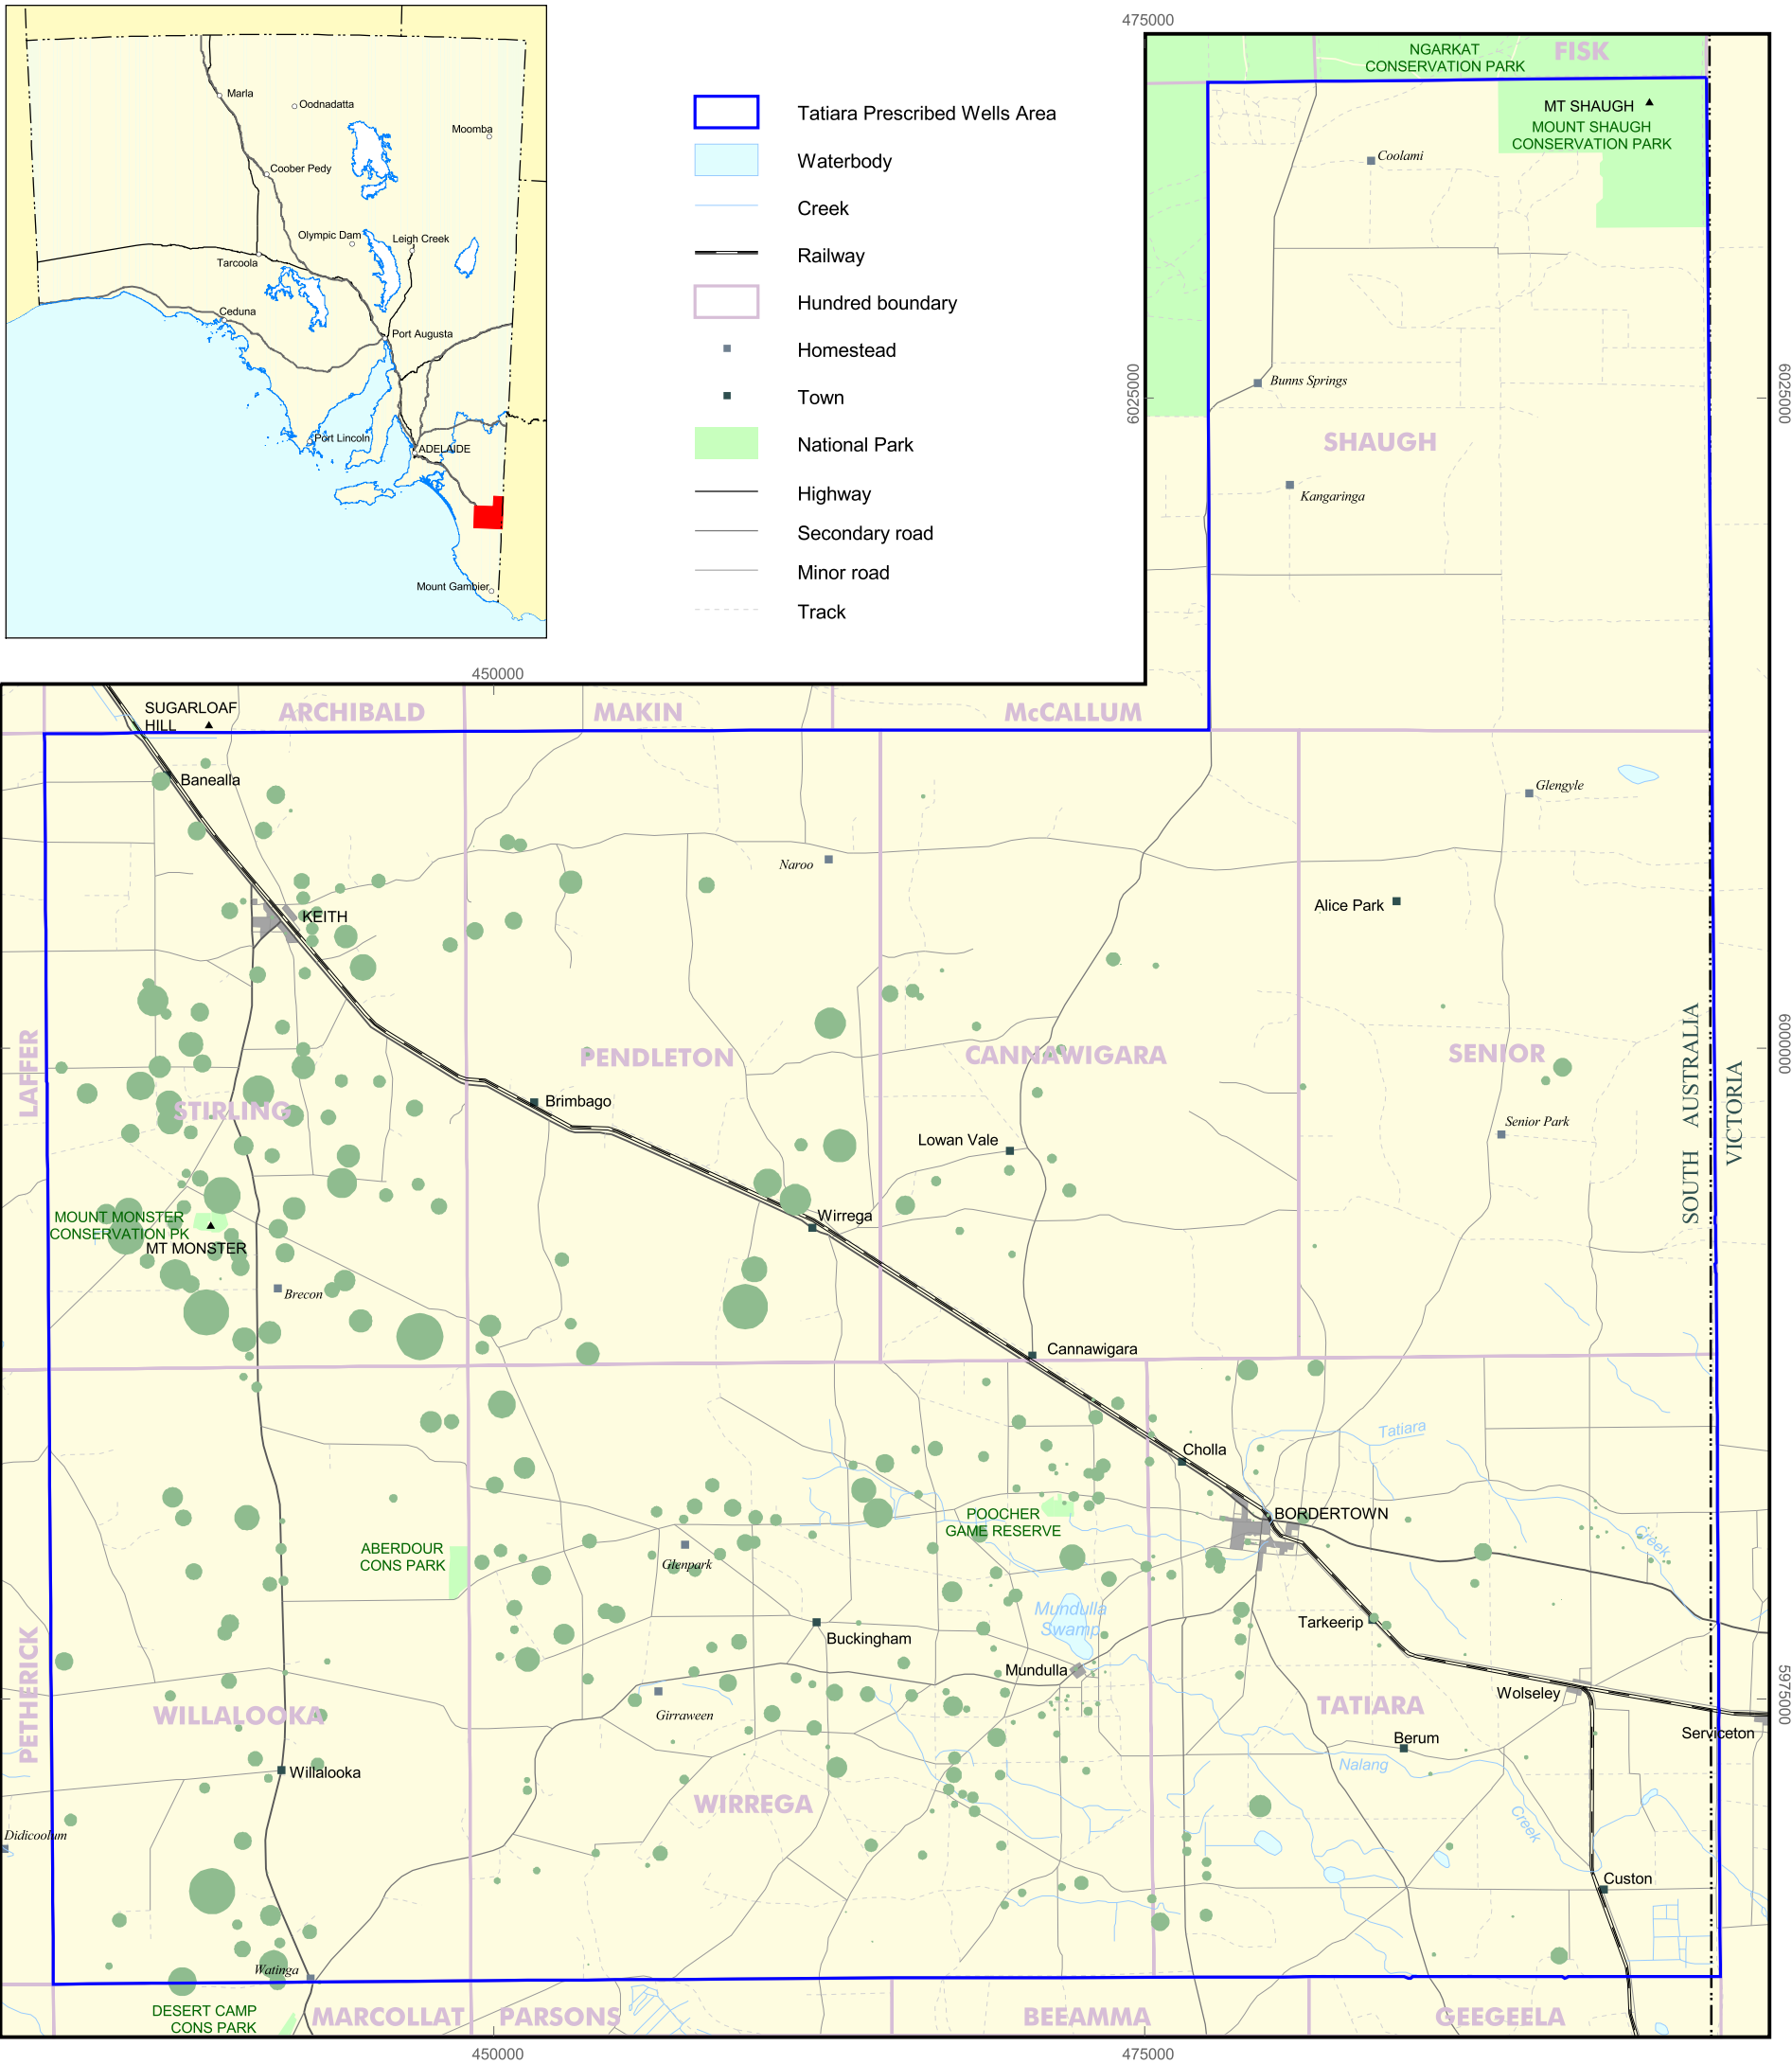 475000
Marla
Oodnadatta
Moomba
Coober Pedy
Olympic Dam
Leigh Creek
Tarcoola
Ceduna
Port Augusta
Port Lincoln
ADELAIDE
Mount Gambier
Tatiara Prescribed Wells Area
Waterbody
Creek
Railway
Hundred boundary
Homestead
Town
National Park
Highway
Secondary road
Minor road
Track
NGARKAT
CONSERVATION PARK
FISK
MT SHAUGH
MOUNT SHAUGH
CONSERVATION PARK
Coolami
Bunns Springs
6025000
6025000
SHAUGH
Kangaringa
450000
SUGARLOAF
HILL
ARCHIBALD
MAKIN
McCALLUM
Banealla
Glengyle
Naroo
Alice Park
KEITH
LAFFER
PENDLETON
CANNAWIGARA
SENIOR
SOUTH AUSTRALIA
VICTORIA
6000000
STIRLING
Brimbago
Senior Park
Lowan Vale
MOUNT MONSTER
CONSERVATION PK
MT MONSTER
Wirrega
Brecon
Cannawigara
Tatiara
Cholla
POOCHER
GAME RESERVE
BORDERTOWN
Creek
ABERDOUR
CONS PARK
Glenpark
Mundulla
Swamp
Tarkeerip
Buckingham
PETHERICK
Mundulla
Wolseley
5975000
WILLALOOKA
Girraween
TATIARA
Serviceton
Berum
Nalang
Willalooka
WIRREGA
Creek
Didicoolum
Custon
Watinga
DESERT CAMP
CONS PARK
MARCOLLAT
PARSONS
BEEAMMA
GEEGEELA
450000
475000